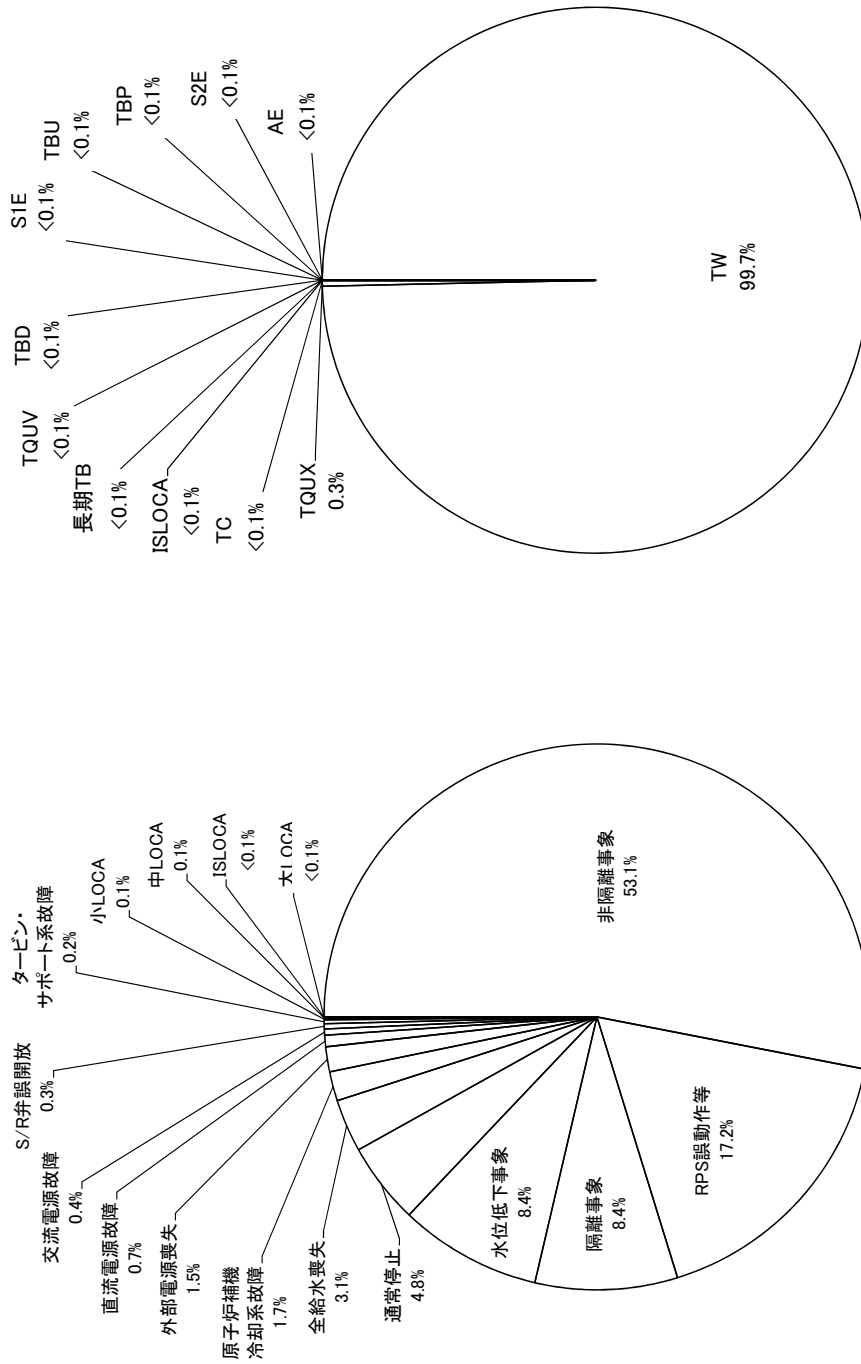 S1E
<0.1%
TBU
<0.1%
TBP
<0.1%
S2E
<0.1%
AE
<0.1%
TBD
<0.1%
TQUV
<0.1%
長期TB
<0.1%
ISLOCA
<0.1%
TC
<0.1%
TQUX
0.3%
TW
99.7%
タービン・
サポート系故障
0.2%
小LOCA
0.1%
中LOCA
0.1%
ISLOCA
<0.1%
大LOCA
<0.1%
S/R弁誤開放
0.3%
交流電源故障
0.4%
直流電源故障
0.7%
外部電源喪失
1.5%
原子炉補機
冷却系故障
1.7%
全給水喪失
3.1%
通常停止
4.8%
水位低下事象
8.4%
隔離事象
8.4%
RPS誤動作等
17.2%
非隔離事象
53.1%